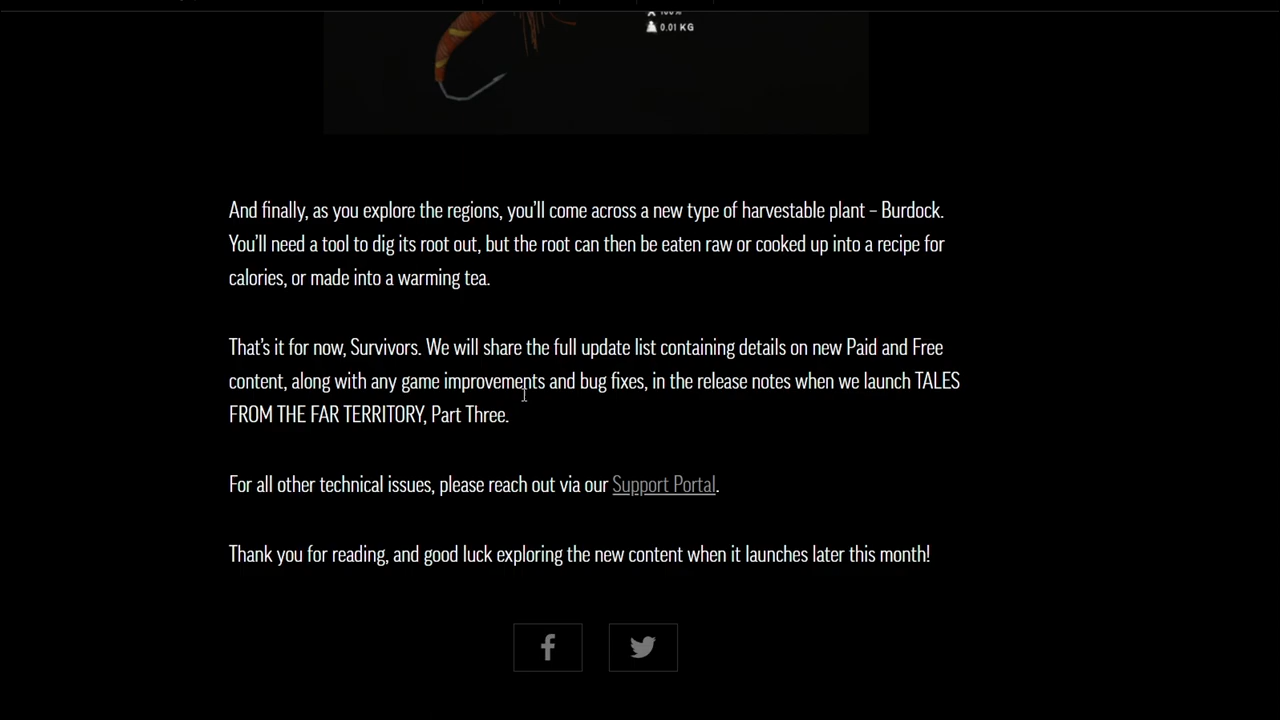 0.01 KG
And finally, as you explore the regions, you'll come across a new type of harvestable plant – Burdock.
You'll need a tool to dig its root out, but the root can then be eaten raw or cooked up into a recipe for
calories, or made into a warming tea.
That's it for now, Survivors. We will share the full update list containing details on new Paid and Free
content, along with any game improvements and bug fixes, in the release notes when we launch TALES
FROM THE FAR TERRITORY, Part Three.
For all other technical issues, please reach out via our Support Portal.
Thank you for reading, and good luck exploring the new content when it launches later this month!